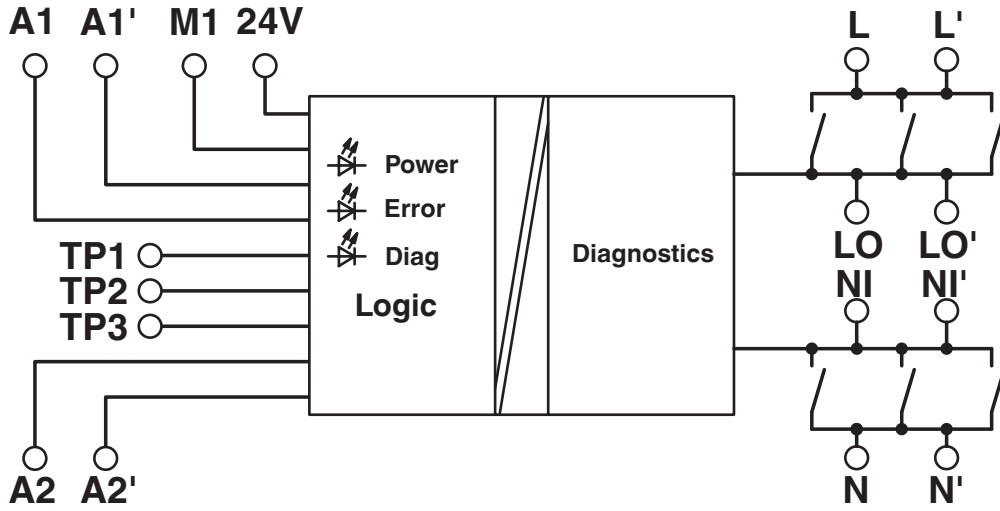 A1 A1' M1 24V
L L'
Power
Error
Diag
Logic
Diagnostics
TP1
TP2
TP3
LO LO'
NI NI'
A2 A2'
N N'